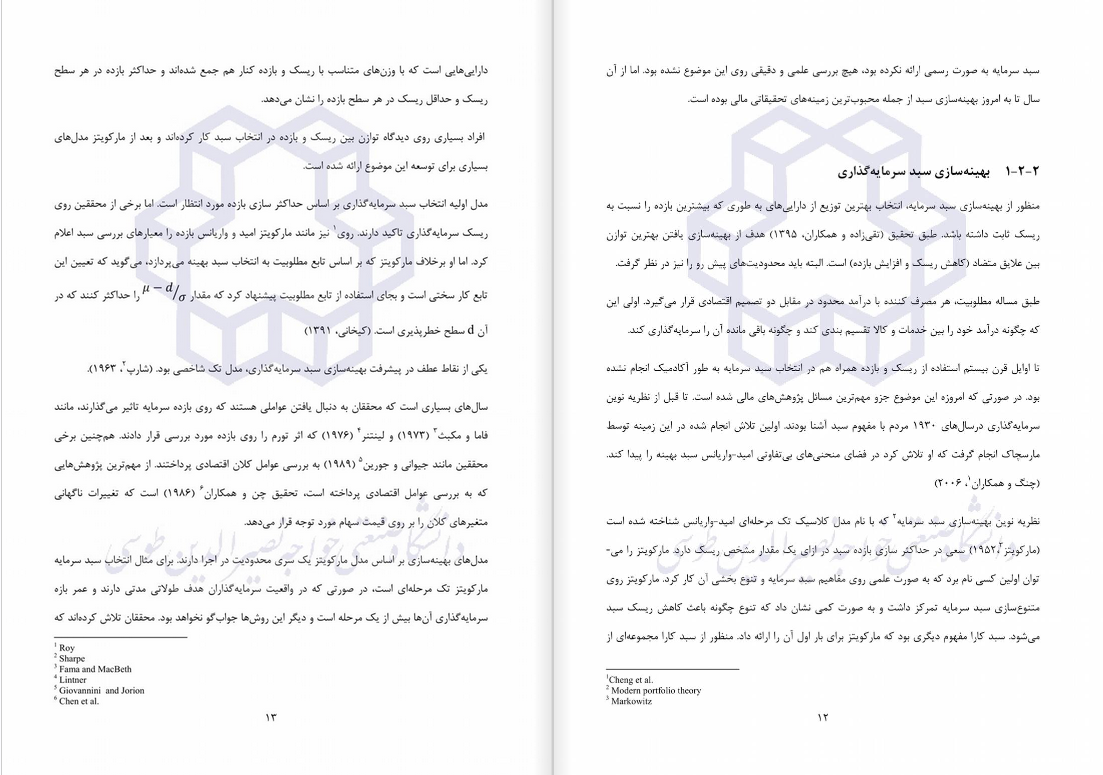 سبد سرمایه به صورت رسمی ارائه نکرده بود، هیچ بررسی علمی و دقیقی روی این موضوع نشده بود. اما از آن
سال تا به امروز بهینه‌سازی سبد از جمله محبوب‌ترین زمینه‌های تحقیقاتی مالی بوده است.
۱-۲-۲ بهینه‌سازی سبد سرمایه‌گذاری
منظور از بهینه‌سازی سبد سرمایه، انتخاب بهترین توزیع از دارایی‌های به طوری که بیشترین بازده را نسبت به
ریسک ثابت داشته باشد. طبق تحقیق (تقی‌زاده و همکاران، ۱۳۹۵) هدف از بهینه‌سازی یافتن بهترین توازن
بین علایق متضاد (کاهش ریسک و افزایش بازده) است. البته باید محدودیت‌های پیش رو را نیز در نظر گرفت.
طبق مساله مطلوبیت، هر مصرف کننده با درآمد محدود در مقابل دو تصمیم اقتصادی قرار می‌گیرد. اولی این
که چگونه درآمد خود را بین خدمات و کالا تقسیم بندی کند و چگونه باقی مانده آن را سرمایه‌گذاری کند.
تا اوایل قرن بیستم استفاده از ریسک و بازده همراه هم در انتخاب سبد سرمایه به طور آکادمیک انجام نشده
بود. در صورتی که امروزه این موضوع جزو مهم‌ترین مسائل پژوهش‌های مالی شده است. تا قبل از نظریه نوین
سرمایه‌گذاری درسال‌های ۱۹۳۰ مردم با مفهوم سبد آشنا بودند. اولین تلاش انجام شده در این زمینه توسط
مارسچاک انجام گرفت که او تلاش کرد در فضای منحنی‌های بی‌تفاوتی امید-واریانس سبد بهینه را پیدا کند.
(چنگ و همکاران۱، ۲۰۰۶)
نظریه نوین بهینه‌سازی سبد سرمایه۲ که با نام مدل کلاسیک تک مرحله‌ای امید-واریانس شناخته شده است
(مارکویتز۳،۱۹۵۲) سعی در حداکثر سازی بازده سبد در ازای یک مقدار مشخص ریسک دارد. مارکویتز را می-
توان اولین کسی نام برد که به صورت علمی روی مفاهیم سبد سرمایه و تنوع بخشی آن کار کرد. مارکویتز روی
متنوع‌سازی سبد سرمایه تمرکز داشت و به صورت کمی نشان داد که تنوع چگونه باعث کاهش ریسک سبد
می‌شود. سبد کارا مفهوم دیگری بود که مارکویتز برای بار اول آن را ارائه داد. منظور از سبد کارا مجموعه‌ای از
1Cheng et al.
2 Modern portfolio theory
3 Markowitz
۱۲
دانشگاه صنعتی خواجه نصیرالدین طوسی
دارایی‌هایی است که با وزن‌های متناسب با ریسک و بازده کنار هم جمع شده‌اند و حداکثر بازده در هر سطح
ریسک و حداقل ریسک در هر سطح بازده را نشان می‌دهد.
افراد بسیاری روی دیدگاه توازن بین ریسک و بازده در انتخاب سبد کار کرده‌اند و بعد از مارکویتز مدل‌های
بسیاری برای توسعه این موضوع ارائه شده است.
مدل اولیه انتخاب سبد سرمایه‌گذاری بر اساس حداکثر سازی بازده مورد انتظار است. اما برخی از محققین روی
ریسک سرمایه‌گذاری تاکید دارند. روی۱ نیز مانند مارکویتز امید و واریانس بازده را معیارهای بررسی سبد اعلام
کرد. اما او برخلاف مارکویتز که بر اساس تابع مطلوبیت به انتخاب سبد بهینه می‌پردازد، می‌گوید که تعیین این
تابع کار سختی است و بجای استفاده از تابع مطلوبیت پیشنهاد کرد که مقدار μ − d/σ را حداکثر کنند که در
آن d سطح خطرپذیری است. (کیخانی، ۱۳۹۱)
یکی از نقاط عطف در پیشرفت بهینه‌سازی سبد سرمایه‌گذاری، مدل تک شاخصی بود. (شارپ۲، ۱۹۶۳).
سال‌های بسیاری است که محققان به دنبال یافتن عواملی هستند که روی بازده سرمایه تاثیر می‌گذارند، مانند
فاما و مکبث۳ (۱۹۷۳) و لینتنر۴ (۱۹۷۶) که اثر تورم را روی بازده مورد بررسی قرار دادند. هم‌چنین برخی
محققین مانند جیوانی و جورین۵ (۱۹۸۹) به بررسی عوامل کلان اقتصادی پرداختند. از مهم‌ترین پژوهش‌هایی
که به بررسی عوامل اقتصادی پرداخته است، تحقیق چن و همکاران۶ (۱۹۸۶) است که تغییرات ناگهانی
متغیرهای کلان را بر روی قیمت سهام مورد توجه قرار می‌دهد.
مدل‌های بهینه‌سازی بر اساس مدل مارکویتز یک سری محدودیت در اجرا دارند. برای مثال انتخاب سبد سرمایه
مارکویتز تک مرحله‌ای است، در صورتی که در واقعیت سرمایه‌گذاران هدف طولانی مدتی دارند و عمر بازه
سرمایه‌گذاری آن‌ها بیش از یک مرحله است و دیگر این روش‌ها جواب‌گو نخواهد بود. محققان تلاش کرده‌اند که
1 Roy
2 Sharpe
3 Fama and MacBeth
4 Lintner
5 Giovannini and Jorion
6 Chen et al.
۱۳
دانشگاه صنعتی خواجه نصیرالدین طوسی